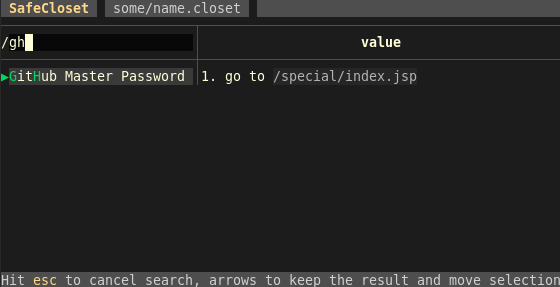 SafeCloset some/name.closet
/gh value
▶GitHub Master Password 1. go to /special/index.jsp
Hit esc to cancel search, arrows to keep the result and move selection